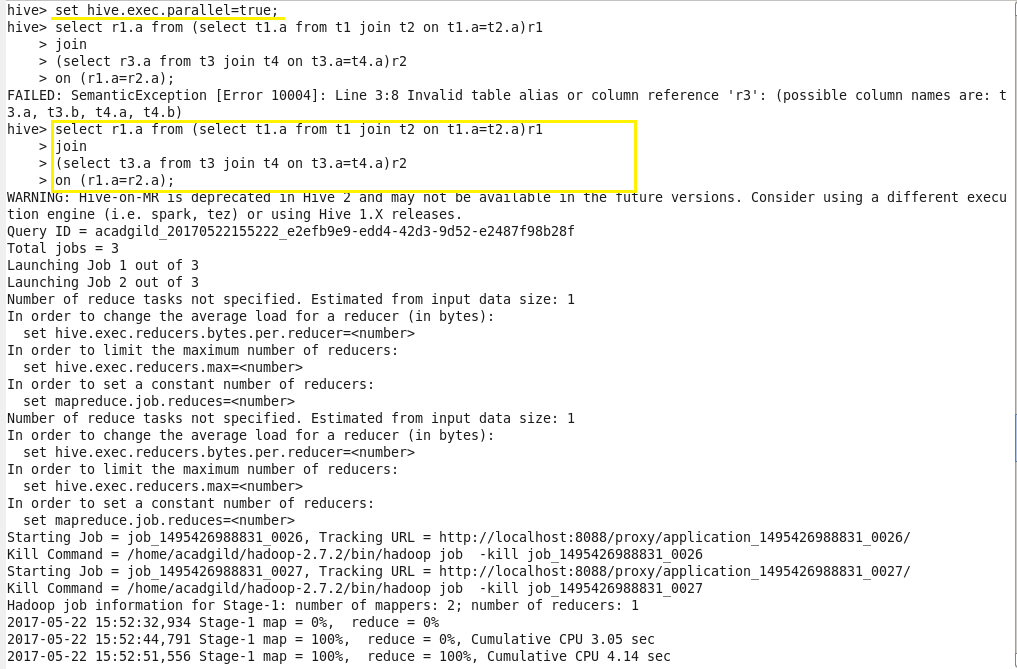 hive> set hive.exec.parallel=true;
hive> select r1.a from (select t1.a from t1 join t2 on t1.a=t2.a)r1
    > join
    > (select r3.a from t3 join t4 on t3.a=t4.a)r2
    > on (r1.a=r2.a);
FAILED: SemanticException [Error 10004]: Line 3:8 Invalid table alias or column reference 'r3': (possible column names are: t
3.a, t3.b, t4.a, t4.b)
hive> select r1.a from (select t1.a from t1 join t2 on t1.a=t2.a)r1
    > join
    > (select t3.a from t3 join t4 on t3.a=t4.a)r2
    > on (r1.a=r2.a);
WARNING: Hive-on-MR is deprecated in Hive 2 and may not be available in the future versions. Consider using a different execu
tion engine (i.e. spark, tez) or using Hive 1.X releases.
Query ID = acadgild_20170522155222_e2efb9e9-edd4-42d3-9d52-e2487f98b28f
Total jobs = 3
Launching Job 1 out of 3
Launching Job 2 out of 3
Number of reduce tasks not specified. Estimated from input data size: 1
In order to change the average load for a reducer (in bytes):
  set hive.exec.reducers.bytes.per.reducer=<number>
In order to limit the maximum number of reducers:
  set hive.exec.reducers.max=<number>
In order to set a constant number of reducers:
  set mapreduce.job.reduces=<number>
Number of reduce tasks not specified. Estimated from input data size: 1
In order to change the average load for a reducer (in bytes):
  set hive.exec.reducers.bytes.per.reducer=<number>
In order to limit the maximum number of reducers:
  set hive.exec.reducers.max=<number>
In order to set a constant number of reducers:
  set mapreduce.job.reduces=<number>
Starting Job = job_1495426988831_0026, Tracking URL = http://localhost:8088/proxy/application_1495426988831_0026/
Kill Command = /home/acadgild/hadoop-2.7.2/bin/hadoop job  -kill job_1495426988831_0026
Starting Job = job_1495426988831_0027, Tracking URL = http://localhost:8088/proxy/application_1495426988831_0027/
Kill Command = /home/acadgild/hadoop-2.7.2/bin/hadoop job  -kill job_1495426988831_0027
Hadoop job information for Stage-1: number of mappers: 2; number of reducers: 1
2017-05-22 15:52:32,934 Stage-1 map = 0%,  reduce = 0%
2017-05-22 15:52:44,791 Stage-1 map = 100%,  reduce = 0%, Cumulative CPU 3.05 sec
2017-05-22 15:52:51,556 Stage-1 map = 100%,  reduce = 100%, Cumulative CPU 4.14 sec